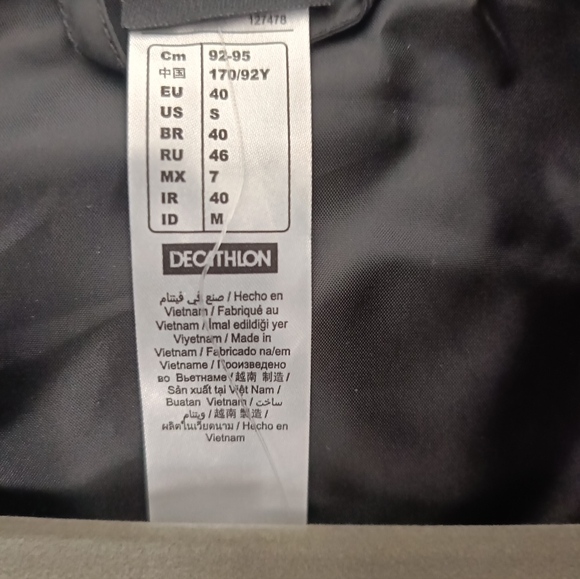 127478
Cm 92-95
中国 170/92Y
EU 40
US S
BR 40
RU 46
MX 7
IR 40
ID M
DECATHLON
صنع في فيتنام / Hecho en
Vietnam / Fabriqué au
Vietnam / İmal edildiği yer
Viyetnam / Made in
Vietnam / Fabricado na/em
Vietname / Произведено
во Вьетнаме / 越南 制造 /
Sản xuất tại Việt Nam /
Buatan Vietnam / ساخت
ویتنام / 越南 製造 /
ผลิตในเวียดนาม / Hecho en
Vietnam